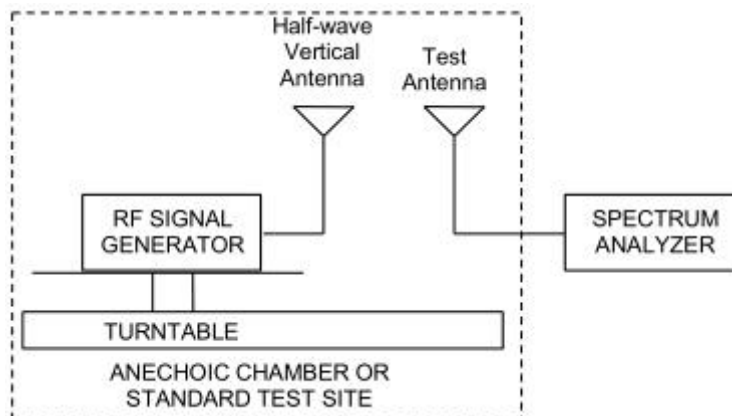 Half-wave
Vertical
Antenna
Test
Antenna
RF SIGNAL
GENERATOR
SPECTRUM
ANALYZER
TURNTABLE
ANECHOIC CHAMBER OR
STANDARD TEST SITE